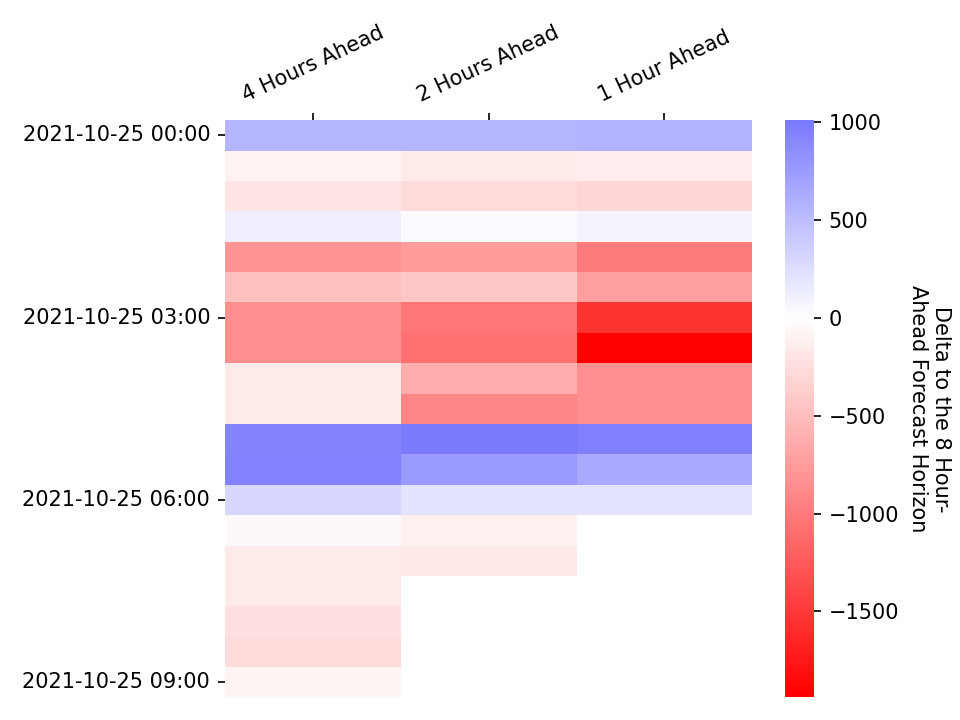 4 Hours Ahead
2 Hours Ahead
1 Hour Ahead
2021-10-25 00:00
2021-10-25 03:00
2021-10-25 06:00
2021-10-25 09:00
1000
500
0
−500
−1000
−1500
Delta to the 8 Hour-
Ahead Forecast Horizon